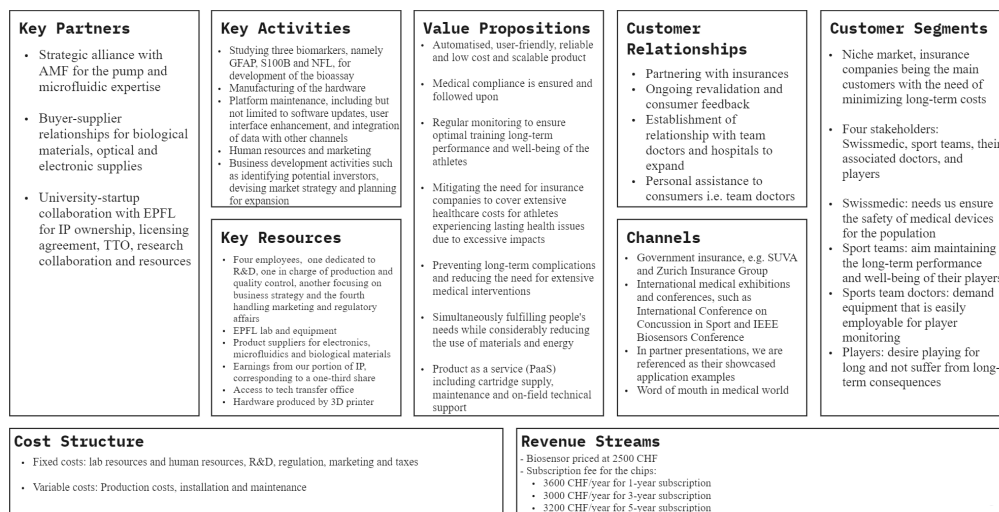 Key Partners
• Strategic alliance with
AMF for the pump and
microfluidic expertise
• Buyer-supplier
relationships for biological
materials, optical and
electronic supplies
• University-startup
collaboration with EPFL
for IP ownership, licensing
agreement, TTO, research
collaboration and resources
Key Activities
• Studying three biomarkers, namely
GFAP, S100B and NFL, for
development of the bioassay
• Manufacturing of the hardware
• Platform maintenance, including but
not limited to software updates, user
interface enhancement, and integration
of data with other channels
• Human resources and marketing
• Business development activities such
as identifying potential inverstors,
devising market strategy and planning
for expansion
Key Resources
• Four employees, one dedicated to
R&D, one in charge of production and
quality control, another focusing on
business strategy and the fourth
handling marketing and regulatory
affairs
• EPFL lab and equipment
• Product suppliers for electronics,
microfluidics and biological materials
• Earnings from our portion of IP,
corresponding to a one-third share
• Access to tech transfer office
• Hardware produced by 3D printer
Value Propositions
• Automatised, user-friendly, reliable
and low cost and scalable product
• Medical compliance is ensured and
followed upon
• Regular monitoring to ensure
optimal training long-term
performance and well-being of the
athletes
• Mitigating the need for insurance
companies to cover extensive
healthcare costs for athletes
experiencing lasting health issues
due to excessive impacts
• Preventing long-term complications
and reducing the need for extensive
medical interventions
• Simultaneously fulfilling people's
needs while considerably reducing
the use of materials and energy
• Product as a service (PaaS)
including cartridge supply,
maintenance and on-field technical
support
Customer
Relationships
• Partnering with insurances
• Ongoing revalidation and
consumer feedback
• Establishment of
relationship with team
doctors and hospitals to
expand
• Personal assistance to
consumers i.e. team doctors
Channels
• Government insurance, e.g. SUVA
and Zurich Insurance Group
• International medical exhibitions
and conferences, such as
International Conference on
Concussion in Sport and IEEE
Biosensors Conference
• In partner presentations, we are
referenced as their showcased
application examples
• Word of mouth in medical world
Customer Segments
• Niche market, insurance
companies being the main
customers with the need of
minimizing long-term costs
• Four stakeholders:
Swissmedic, sport teams, their
associated doctors, and
players
• Swissmedic: needs us ensure
the safety of medical devices
for the population
• Sport teams: aim maintaining
the long-term performance
and well-being of their players
• Sports team doctors: demand
equipment that is easily
employable for player
monitoring
• Players: desire playing for
long and not suffer from long-
term consequences
Cost Structure
• Fixed costs: lab resources and human resources, R&D, regulation, marketing and taxes
• Variable costs: Production costs, installation and maintenance
Revenue Streams
- Biosensor priced at 2500 CHF
- Subscription fee for the chips:
• 3600 CHF/year for 1-year subscription
• 3000 CHF/year for 3-year subscription
• 3200 CHF/year for 5-year subscription